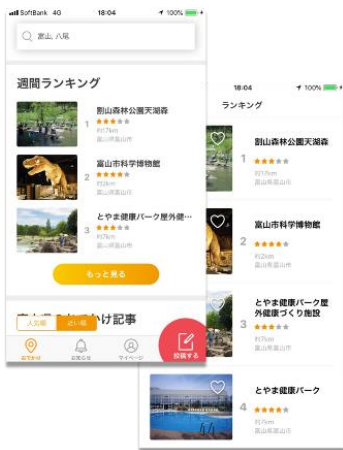 SoftBank 4G 18:04 100%
富山, 八尾
週間ランキング
割山森林公園天湖森
1
約17km
富山県富山市
富山市科学博物館
2
約2km
富山県富山市
とやま健康パーク屋外健…
3
約7km
富山県富山市
もっと見る
人気順 近い順
かけ記事
おでかけ お知らせ マイページ 投稿する
18:04 100%
ランキング
割山森林公園天湖森
1
約17km
富山県富山市
富山市科学博物館
2
約2km
富山県富山市
とやま健康パーク屋
外健康づくり施設
3
約7km
富山県富山市
とやま健康パーク
4
約7km
富山県富山市